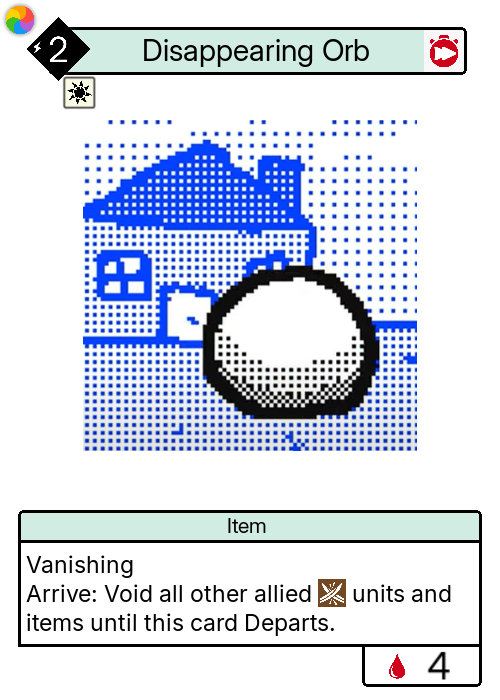 2
Disappearing Orb
Item
Vanishing
Arrive: Void all other allied units and
items until this card Departs.
4